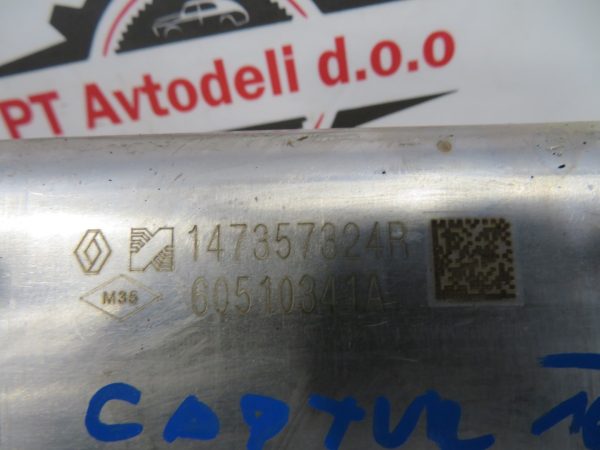 PT Avtodeli d.o.o
147357324R
M35
60510341A
CAPTUR